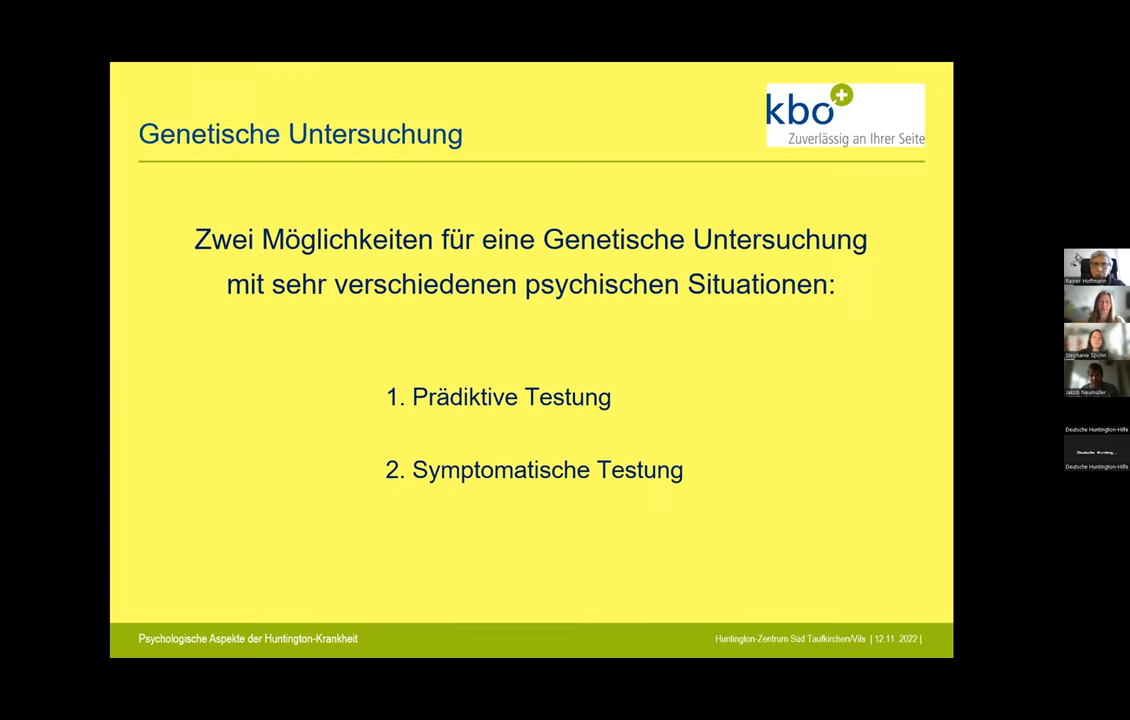 Genetische Untersuchung
kbo
Zuverlässig an Ihrer Seite
Zwei Möglichkeiten für eine Genetische Untersuchung
mit sehr verschiedenen psychischen Situationen:
1. Prädiktive Testung
2. Symptomatische Testung
Psychologische Aspekte der Huntington-Krankheit
Huntington-Zentrum Süd Taufkirchen/Vils | 12.11.2022 |
Rainer Hoffmann
Stephanie Spohn
Jakob Neumüller
Deutsche Huntington-Hilfe
Deutsche Hunting...
Deutsche Huntington-Hilfe